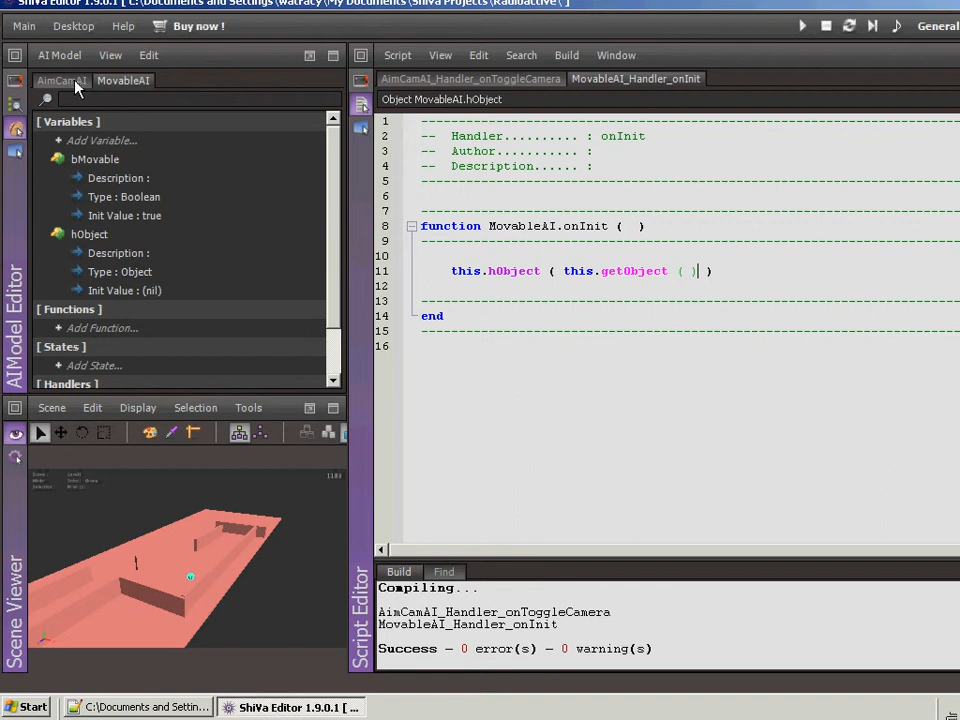 ShiVa Editor 1.9.0.1 [ C:\Documents and Settings\watracy\My Documents\ShiVa Projects\Radioactive\ ]
Main Desktop Help Buy now ! General
AI Model View Edit
AimCamAI MovableAI
[ Variables ]
Add Variable...
bMovable
Description :
Type : Boolean
Init Value : true
hObject
Description :
Type : Object
Init Value : (nil)
[ Functions ]
Add Function...
[ States ]
Add State...
[ Handlers ]
AIModel Editor
Scene Edit Display Selection Tools
1183
Scene Viewer
Script View Edit Search Build Window
AimCamAI_Handler_onToggleCamera MovableAI_Handler_onInit
Object MovableAI.hObject
1 --------------------------------------------------------------------------------
2 -- Handler.......... : onInit
3 -- Author........... :
4 -- Description...... :
5 --------------------------------------------------------------------------------
6
7 --------------------------------------------------------------------------------
8 function MovableAI.onInit (  )
9 --------------------------------------------------------------------------------
10
11 this.hObject ( this.getObject ( ) )
12
13 --------------------------------------------------------------------------------
14 end
15 --------------------------------------------------------------------------------
16
Script Editor
Build Find
Compiling...
AimCamAI_Handler_onToggleCamera
MovableAI_Handler_onInit
Success - 0 error(s) - 0 warning(s)
Start C:\Documents and Settin... ShiVa Editor 1.9.0.1 [ ...